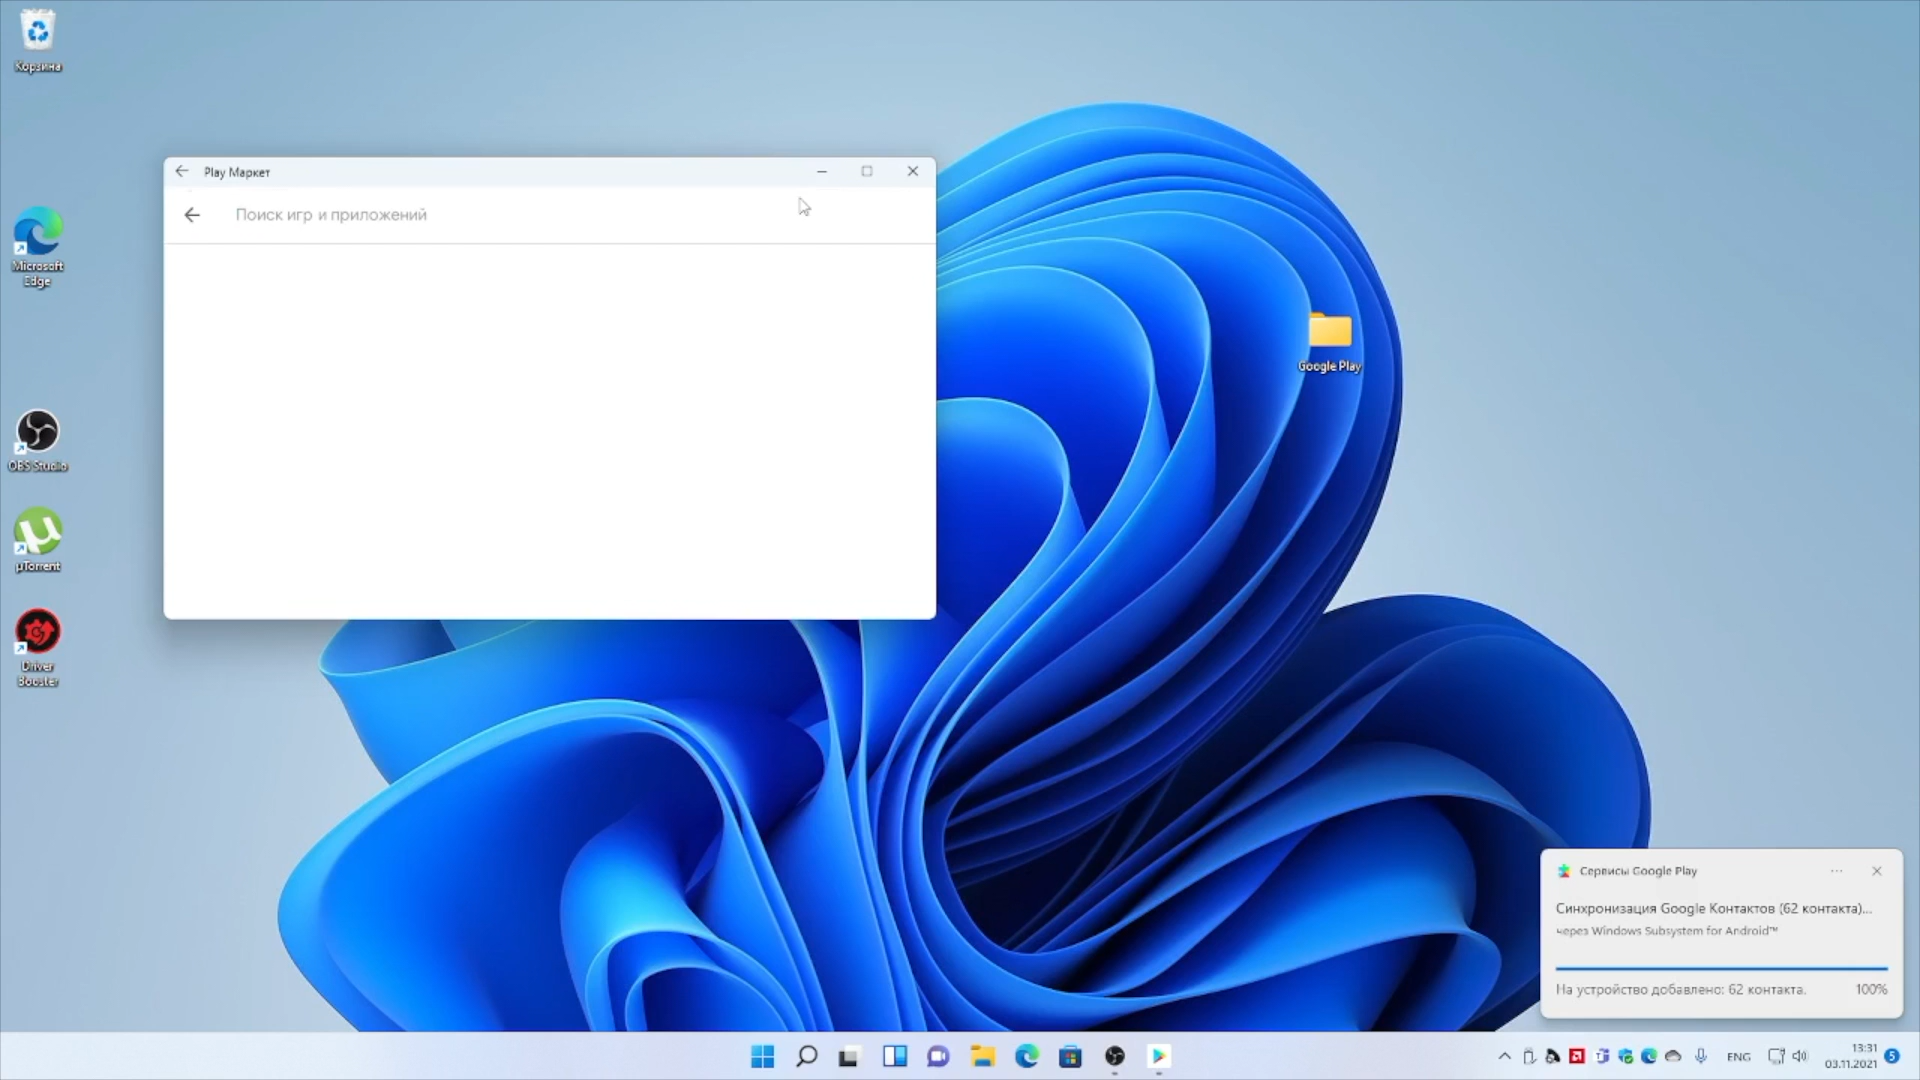 Корзина
Microsoft
Edge
OBS Studio
µTorrent
Driver
Booster
Play Маркет
Поиск игр и приложений
Google Play
Сервисы Google Play
Синхронизация Google Контактов (62 контакта)...
через Windows Subsystem for Android™
На устройство добавлено: 62 контакта.
100%
ENG
13:31
03.11.2021
5